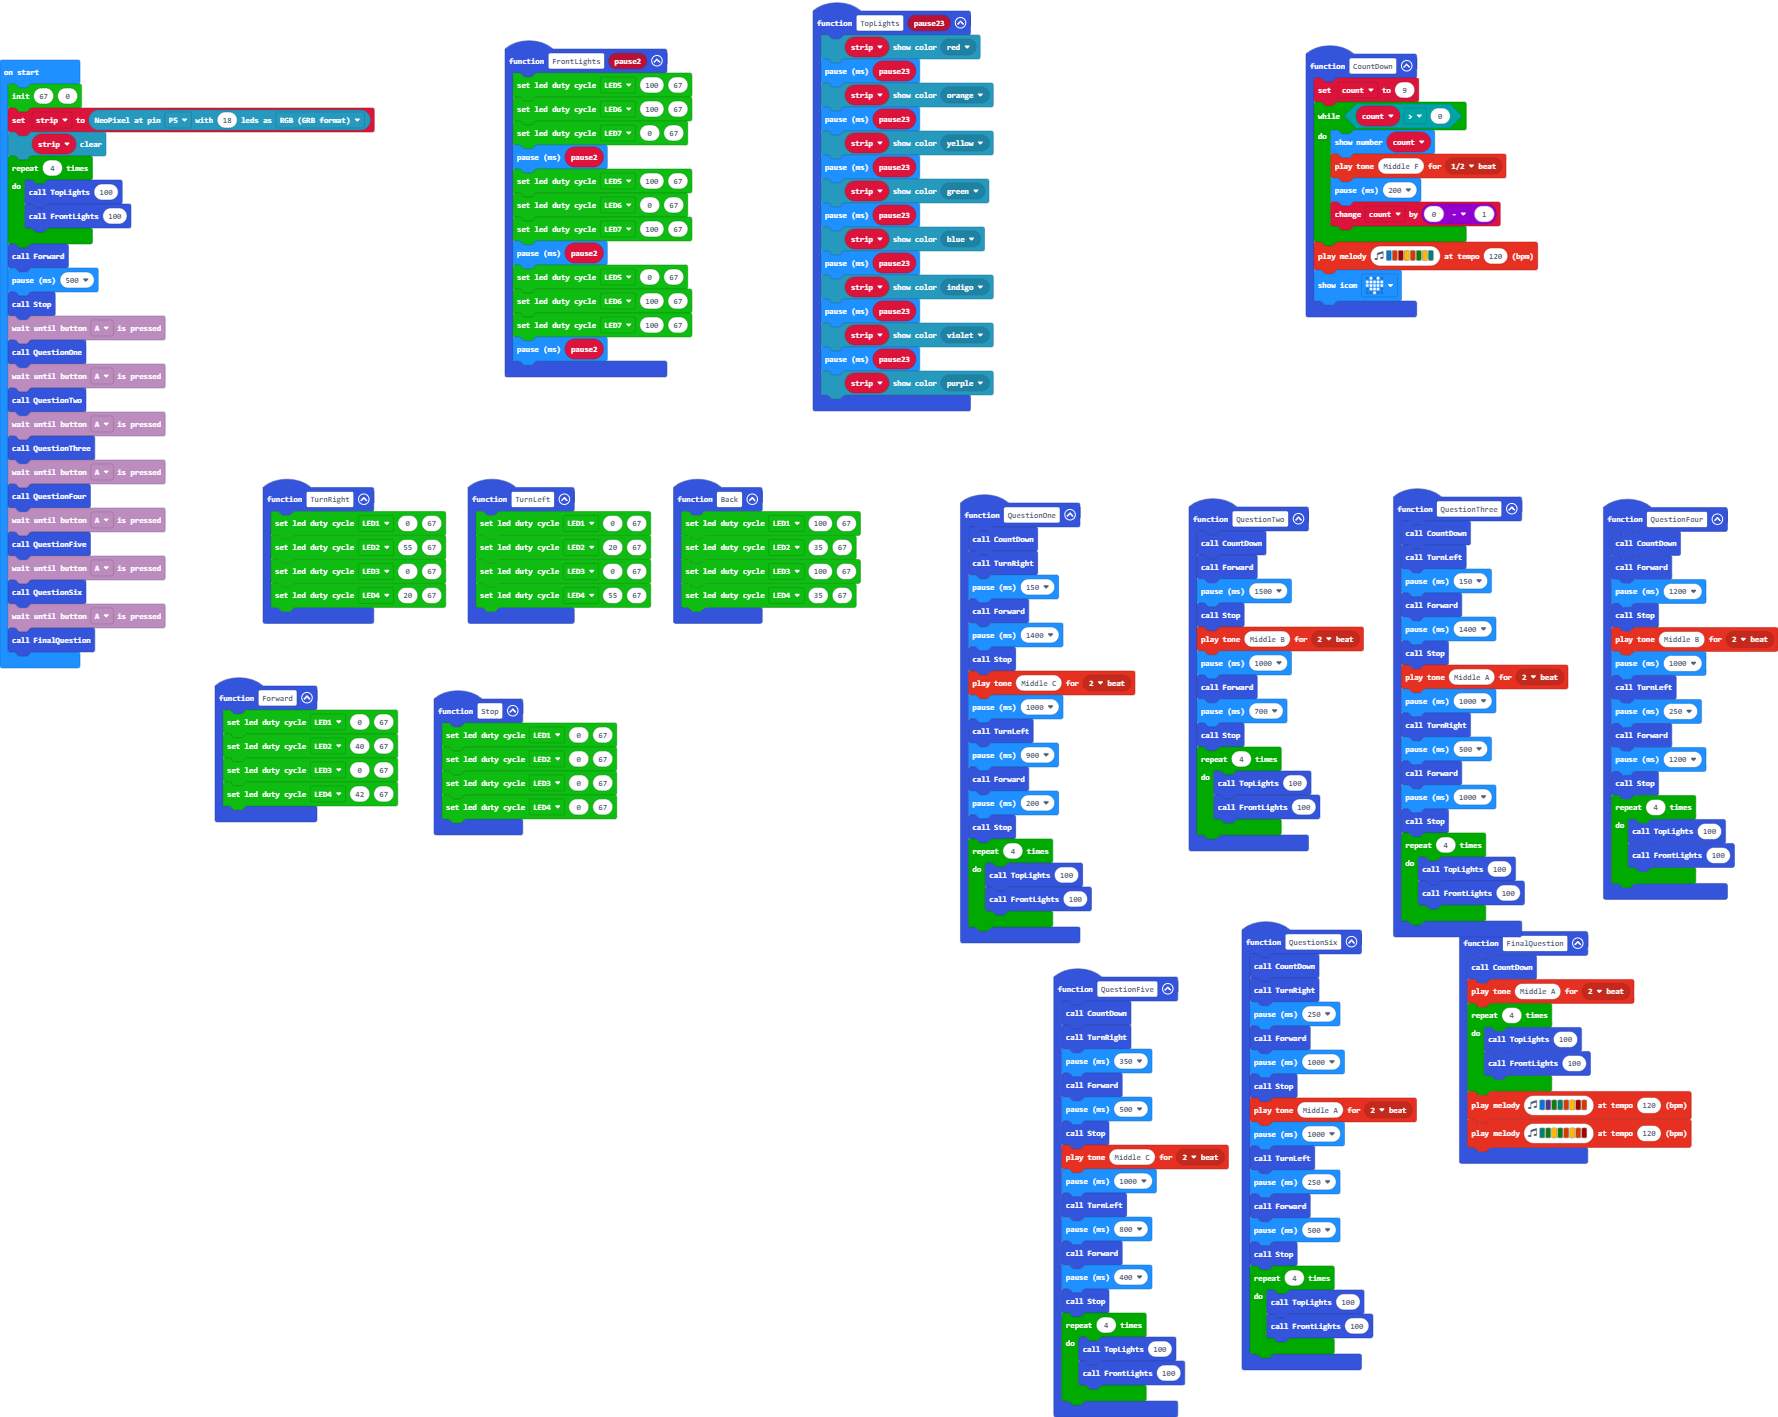 on start
init 67 0
set strip to NeoPixel at pin P5 with 18 leds as RGB (GRB format)
strip clear
repeat 4 times
do
call TopLights 100
call FrontLights 100
call Forward
pause (ms) 500
call Stop
wait until button A is pressed
call QuestionOne
wait until button A is pressed
call QuestionTwo
wait until button A is pressed
call QuestionThree
wait until button A is pressed
call QuestionFour
wait until button A is pressed
call QuestionFive
wait until button A is pressed
call QuestionSix
wait until button A is pressed
call FinalQuestion
function FrontLights pause2
set led duty cycle LED5 100 67
set led duty cycle LED6 100 67
set led duty cycle LED7 0 67
pause (ms) pause2
set led duty cycle LED5 100 67
set led duty cycle LED6 0 67
set led duty cycle LED7 100 67
pause (ms) pause2
set led duty cycle LED5 0 67
set led duty cycle LED6 100 67
set led duty cycle LED7 100 67
pause (ms) pause2
function TopLights pause23
strip show color red
pause (ms) pause23
strip show color orange
pause (ms) pause23
strip show color yellow
pause (ms) pause23
strip show color green
pause (ms) pause23
strip show color blue
pause (ms) pause23
strip show color indigo
pause (ms) pause23
strip show color violet
pause (ms) pause23
strip show color purple
function CountDown
set count to 9
while count > 0
do
show number count
play tone Middle F for 1/2 beat
pause (ms) 200
change count by 0 - 1
play melody at tempo 120 (bpm)
show icon
function TurnRight
set led duty cycle LED1 0 67
set led duty cycle LED2 55 67
set led duty cycle LED3 0 67
set led duty cycle LED4 20 67
function TurnLeft
set led duty cycle LED1 0 67
set led duty cycle LED2 20 67
set led duty cycle LED3 0 67
set led duty cycle LED4 55 67
function Back
set led duty cycle LED1 100 67
set led duty cycle LED2 35 67
set led duty cycle LED3 100 67
set led duty cycle LED4 35 67
function Forward
set led duty cycle LED1 0 67
set led duty cycle LED2 40 67
set led duty cycle LED3 0 67
set led duty cycle LED4 42 67
function Stop
set led duty cycle LED1 0 67
set led duty cycle LED2 0 67
set led duty cycle LED3 0 67
set led duty cycle LED4 0 67
function QuestionOne
call CountDown
call TurnRight
pause (ms) 150
call Forward
pause (ms) 1400
call Stop
play tone Middle C for 2 beat
pause (ms) 1000
call TurnLeft
pause (ms) 900
call Forward
pause (ms) 200
call Stop
repeat 4 times
do
call TopLights 100
call FrontLights 100
function QuestionTwo
call CountDown
call Forward
pause (ms) 1500
call Stop
play tone Middle B for 2 beat
pause (ms) 1000
call Forward
pause (ms) 700
call Stop
repeat 4 times
do
call TopLights 100
call FrontLights 100
function QuestionThree
call CountDown
call TurnLeft
pause (ms) 150
call Forward
pause (ms) 1400
call Stop
play tone Middle A for 2 beat
pause (ms) 1000
call TurnRight
pause (ms) 500
call Forward
pause (ms) 1000
call Stop
repeat 4 times
do
call TopLights 100
call FrontLights 100
function QuestionFour
call CountDown
call Forward
pause (ms) 1200
call Stop
play tone Middle B for 2 beat
pause (ms) 1000
call TurnLeft
pause (ms) 250
call Forward
pause (ms) 1200
call Stop
repeat 4 times
do
call TopLights 100
call FrontLights 100
function QuestionFive
call CountDown
call TurnRight
pause (ms) 350
call Forward
pause (ms) 500
call Stop
play tone Middle C for 2 beat
pause (ms) 1000
call TurnLeft
pause (ms) 800
call Forward
pause (ms) 400
call Stop
repeat 4 times
do
call TopLights 100
call FrontLights 100
function QuestionSix
call CountDown
call TurnRight
pause (ms) 250
call Forward
pause (ms) 1000
call Stop
play tone Middle A for 2 beat
pause (ms) 1000
call TurnLeft
pause (ms) 250
call Forward
pause (ms) 500
call Stop
repeat 4 times
do
call TopLights 100
call FrontLights 100
function FinalQuestion
call CountDown
play tone Middle A for 2 beat
repeat 4 times
do
call TopLights 100
call FrontLights 100
play melody at tempo 120 (bpm)
play melody at tempo 120 (bpm)